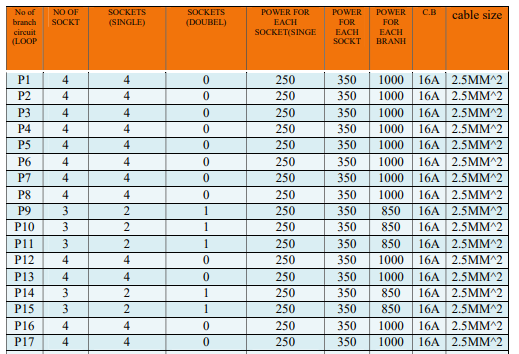 No of branch circuit (LOOP | NO OF SOCKT | SOCKETS (SINGLE) | SOCKETS (DOUBEL) | POWER FOR EACH SOCKET(SINGE | POWER FOR EACH SOCKT | POWER FOR EACH BRANH | C.B | cable size
P1 4 4 0 250 350 1000 16A 2.5MM^2
P2 4 4 0 250 350 1000 16A 2.5MM^2
P3 4 4 0 250 350 1000 16A 2.5MM^2
P4 4 4 0 250 350 1000 16A 2.5MM^2
P5 4 4 0 250 350 1000 16A 2.5MM^2
P6 4 4 0 250 350 1000 16A 2.5MM^2
P7 4 4 0 250 350 1000 16A 2.5MM^2
P8 4 4 0 250 350 1000 16A 2.5MM^2
P9 3 2 1 250 350 850 16A 2.5MM^2
P10 3 2 1 250 350 850 16A 2.5MM^2
P11 3 2 1 250 350 850 16A 2.5MM^2
P12 4 4 0 250 350 1000 16A 2.5MM^2
P13 4 4 0 250 350 1000 16A 2.5MM^2
P14 3 2 1 250 350 850 16A 2.5MM^2
P15 3 2 1 250 350 850 16A 2.5MM^2
P16 4 4 0 250 350 1000 16A 2.5MM^2
P17 4 4 0 250 350 1000 16A 2.5MM^2